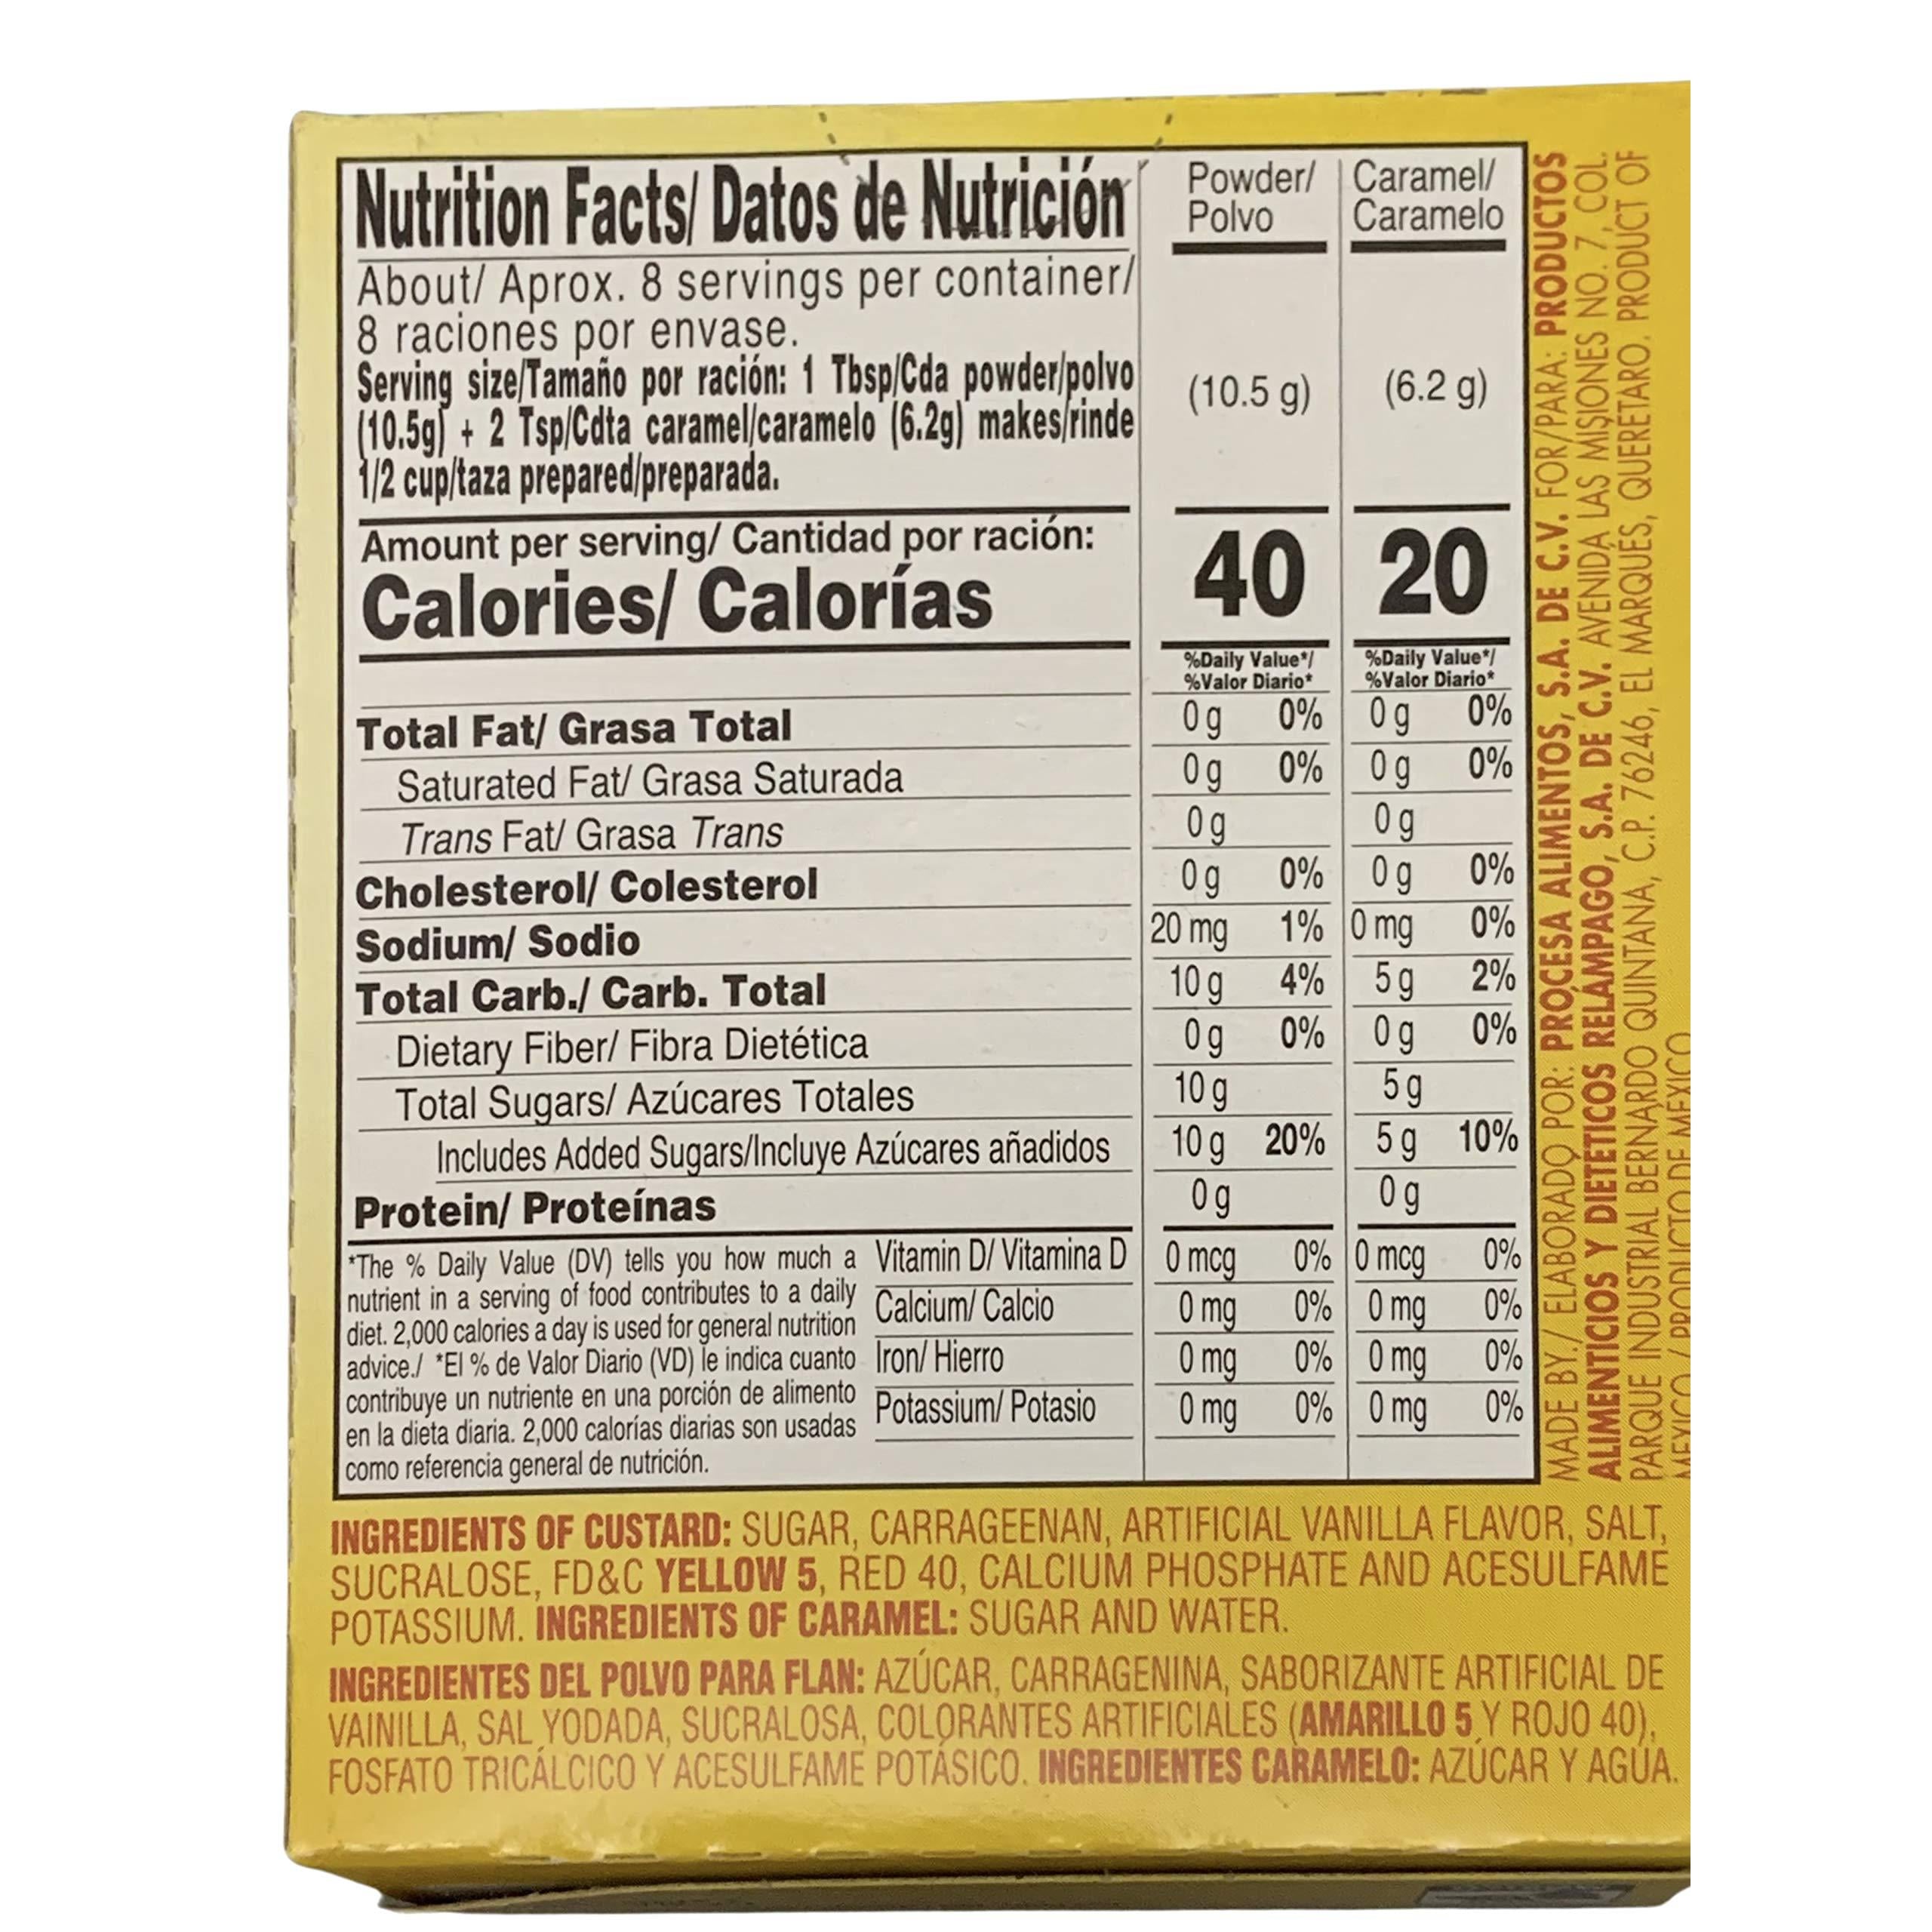 Nutrition Facts/ Datos de Nutrición
Powder/
Polvo
Caramel/
Caramelo
About/ Aprox. 8 servings per container/
8 raciones por envase.
Serving size/Tamaño por ración: 1 Tbsp/Cda powder/polvo
(10.5g) + 2 Tsp/Cdta caramel/caramelo (6.2g) makes/rinde
1/2 cup/taza prepared/preparada.
(10.5 g) (6.2 g)
Amount per serving/ Cantidad por ración:
Calories/ Calorías 40 20
%Daily Value*/ %Daily Value*/
%Valor Diario* %Valor Diario*
Total Fat/ Grasa Total 0 g 0% 0 g 0%
Saturated Fat/ Grasa Saturada 0 g 0% 0 g 0%
Trans Fat/ Grasa Trans 0 g 0 g
Cholesterol/ Colesterol 0 g 0% 0 g 0%
Sodium/ Sodio 20 mg 1% 0 mg 0%
Total Carb./ Carb. Total 10 g 4% 5 g 2%
Dietary Fiber/ Fibra Dietética 0 g 0% 0 g 0%
Total Sugars/ Azúcares Totales 10 g 5 g
Includes Added Sugars/Incluye Azúcares añadidos 10 g 20% 5 g 10%
Protein/ Proteínas 0 g 0 g
Vitamin D/ Vitamina D 0 mcg 0% 0 mcg 0%
Calcium/ Calcio 0 mg 0% 0 mg 0%
Iron/ Hierro 0 mg 0% 0 mg 0%
Potassium/ Potasio 0 mg 0% 0 mg 0%
*The % Daily Value (DV) tells you how much a
nutrient in a serving of food contributes to a daily
diet. 2,000 calories a day is used for general nutrition
advice./ *El % de Valor Diario (VD) le indica cuanto
contribuye un nutriente en una porción de alimento
en la dieta diaria. 2,000 calorías diarias son usadas
como referencia general de nutrición.
MADE BY./ ELABORADO POR: PROCESA ALIMENTOS, S.A. DE C.V. FOR/PARA: PRODUCTOS
ALIMENTICIOS Y DIETETICOS RELÁMPAGO, S.A. DE C.V. AVENIDA LAS MISIONES NO. 7, COL.
PARQUE INDUSTRIAL BERNARDO QUINTANA, C.P. 76246, EL MARQUÉS, QUERÉTARO. PRODUCT OF
MEXICO / PRODUCTO DE MÉXICO
INGREDIENTS OF CUSTARD: SUGAR, CARRAGEENAN, ARTIFICIAL VANILLA FLAVOR, SALT,
SUCRALOSE, FD&C YELLOW 5, RED 40, CALCIUM PHOSPHATE AND ACESULFAME
POTASSIUM. INGREDIENTS OF CARAMEL: SUGAR AND WATER.
INGREDIENTES DEL POLVO PARA FLAN: AZÚCAR, CARRAGENINA, SABORIZANTE ARTIFICIAL DE
VAINILLA, SAL YODADA, SUCRALOSA, COLORANTES ARTIFICIALES (AMARILLO 5 Y ROJO 40),
FOSFATO TRICÁLCICO Y ACESULFAME POTÁSICO. INGREDIENTES CARAMELO: AZÚCAR Y AGUA.